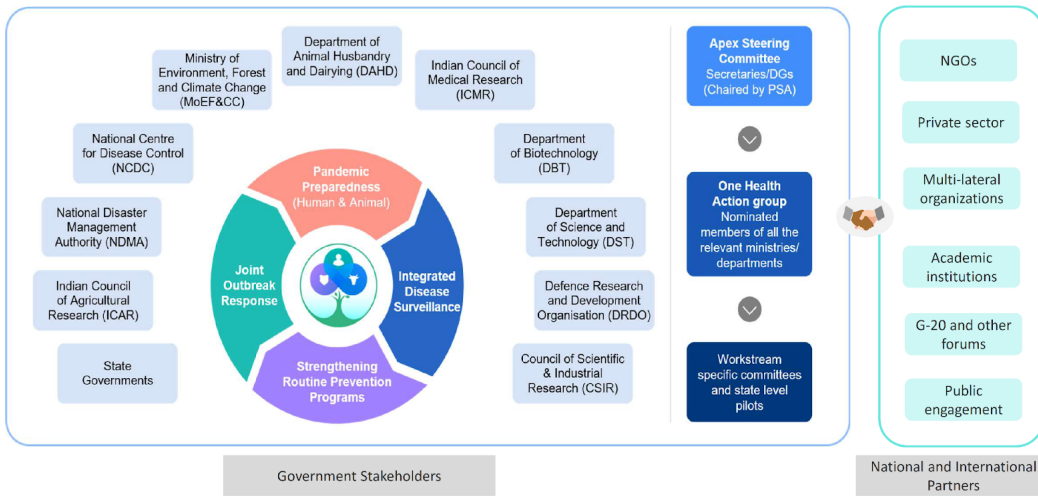 Department of
Animal Husbandry
and Dairying (DAHD)
Ministry of
Environment, Forest
and Climate Change
(MoEF&CC)
Indian Council of
Medical Research
(ICMR)
National Centre
for Disease Control
(NCDC)
Department
of Biotechnology
(DBT)
National Disaster
Management
Authority (NDMA)
Department
of Science and
Technology (DST)
Indian Council
of Agricultural
Research (ICAR)
Defence Research
and Development
Organisation (DRDO)
State
Governments
Council of Scientific
& Industrial
Research (CSIR)
Pandemic
Preparedness
(Human & Animal)
Joint
Outbreak
Response
Integrated
Disease
Surveillance
Strengthening
Routine Prevention
Programs
Apex Steering
Committee
Secretaries/DGs
(Chaired by PSA)
One Health
Action group
Nominated
members of all the
relevant ministries/
departments
Workstream
specific committees
and state level
pilots
NGOs
Private sector
Multi-lateral
organizations
Academic
institutions
G-20 and other
forums
Public
engagement
Government Stakeholders
National and International
Partners